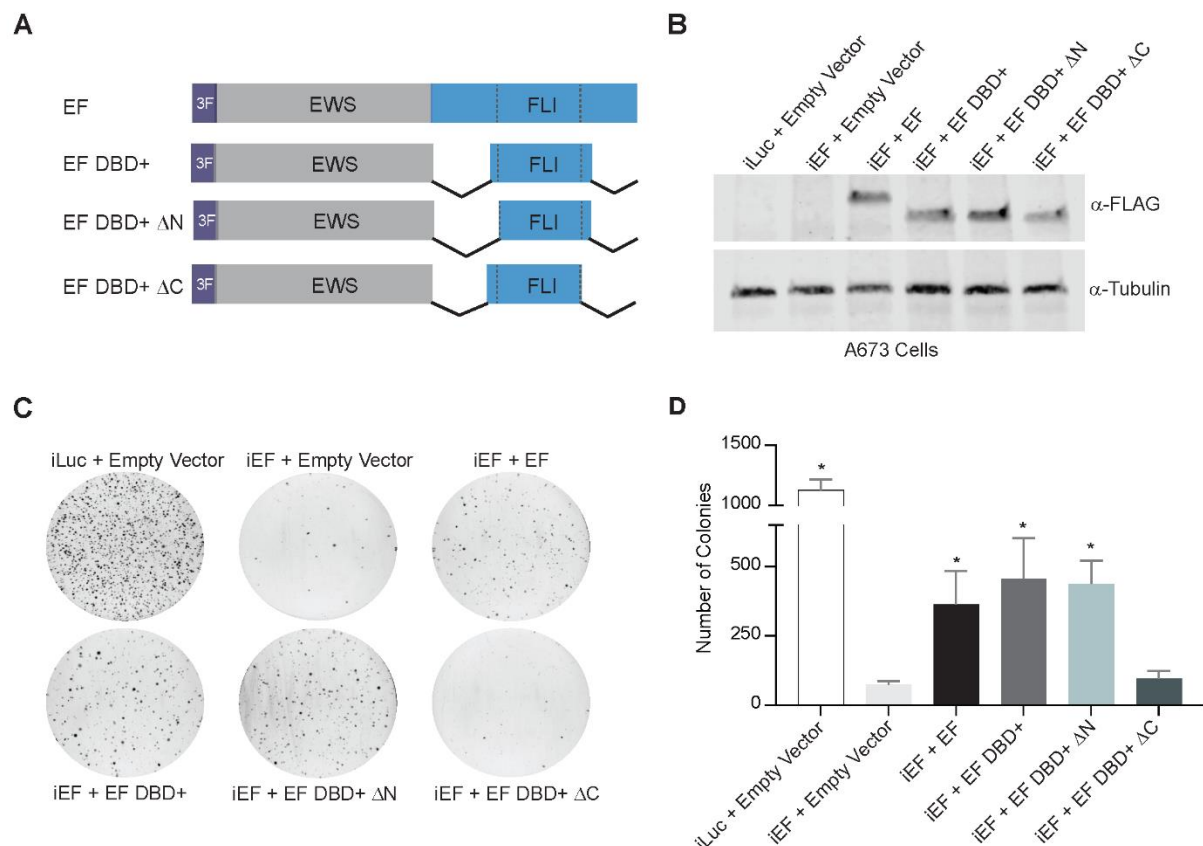 A
EF
3F
EWS
FLI
EF DBD+
3F
EWS
FLI
EF DBD+ ΔN
3F
EWS
FLI
EF DBD+ ΔC
3F
EWS
FLI
B
iLuc + Empty Vector
iEF + Empty Vector
iEF + EF
iEF + EF DBD+
iEF + EF DBD+ ΔN
iEF + EF DBD+ ΔC
α-FLAG
α-Tubulin
A673 Cells
C
iLuc + Empty Vector
iEF + Empty Vector
iEF + EF
iEF + EF DBD+
iEF + EF DBD+ ΔN
iEF + EF DBD+ ΔC
D
Number of Colonies
1500
1000
500
250
0
*
*
*
*
iLuc + Empty Vector
iEF + Empty Vector
iEF + EF
iEF + EF DBD+
iEF + EF DBD+ ΔN
iEF + EF DBD+ ΔC